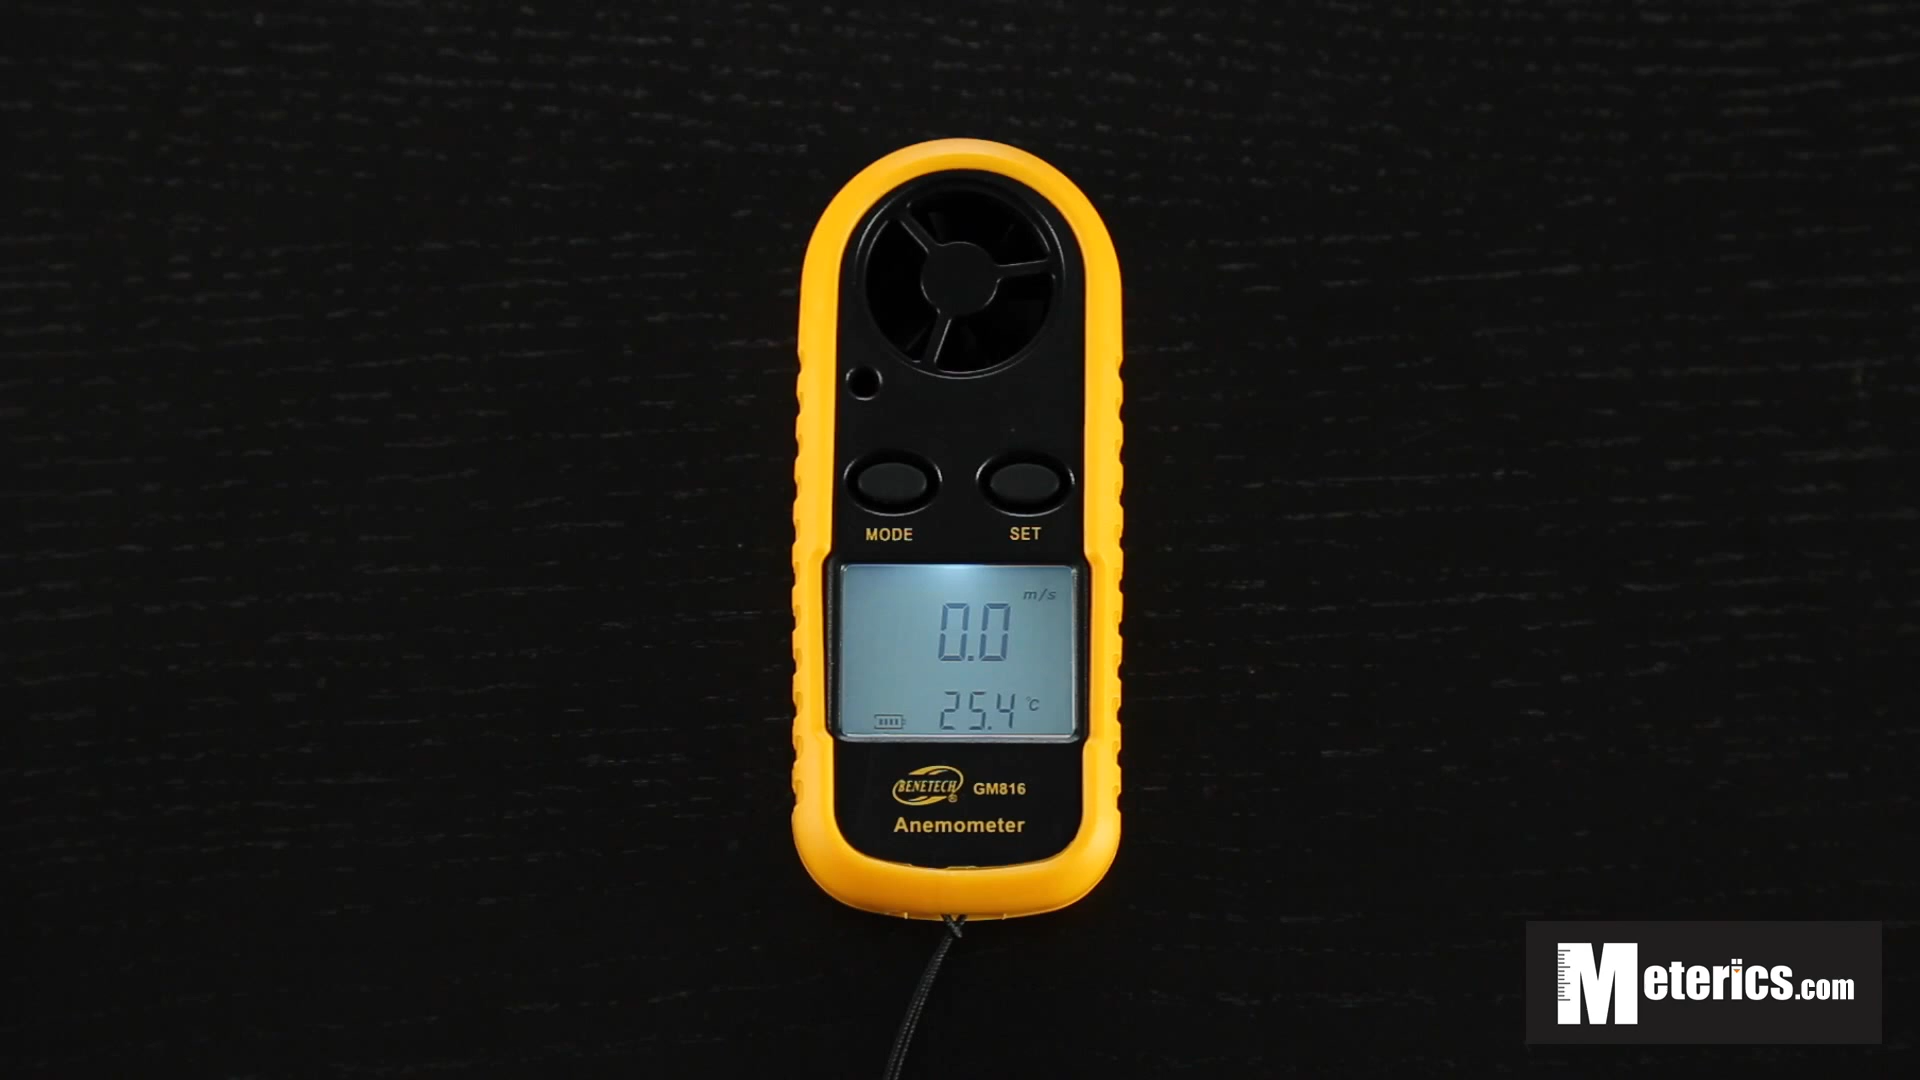 MODE SET
m/s
0.0
25.4 °C
BENETECH ® GM816
Anemometer
Meterics.com